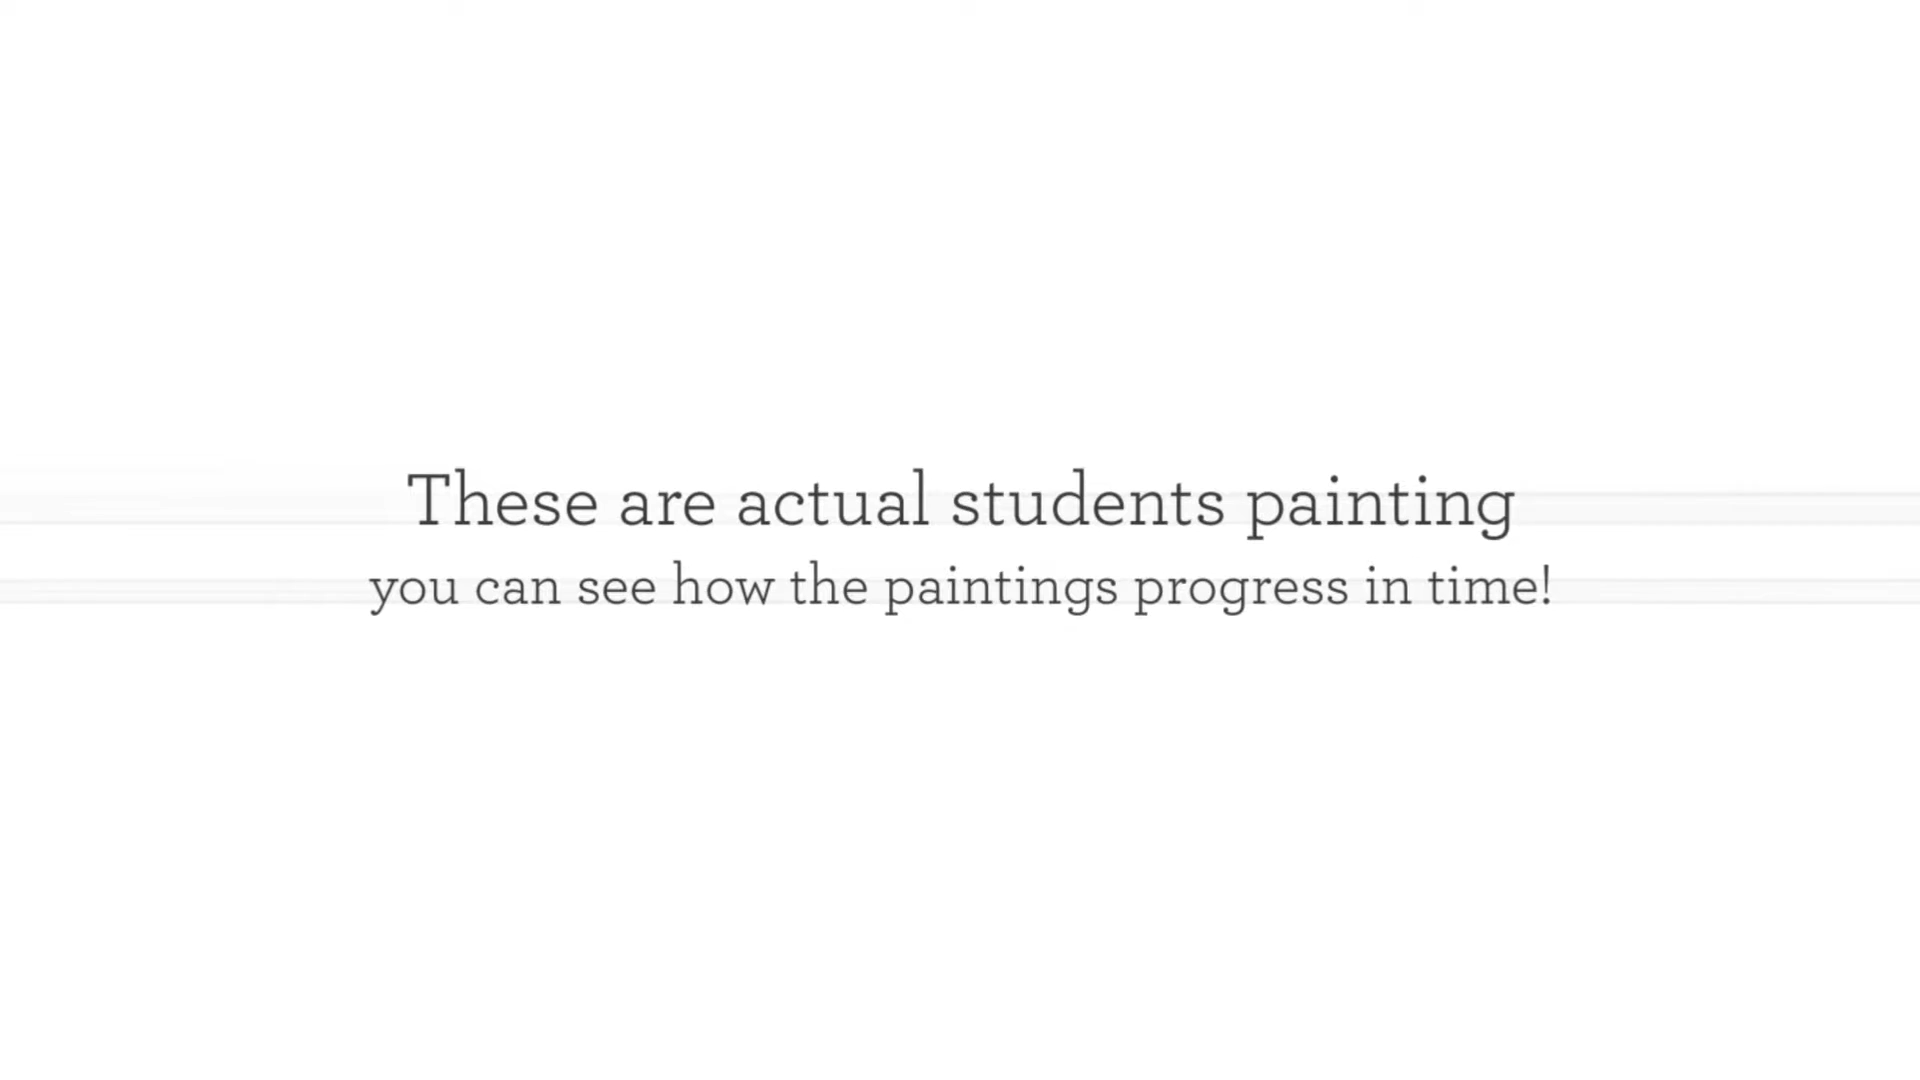 These are actual students painting
you can see how the paintings progress in time!